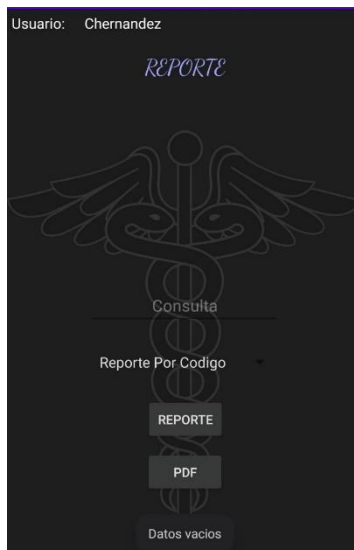 Usuario: Chernandez
REPORTE
Consulta
Reporte Por Codigo
REPORTE
PDF
Datos vacios